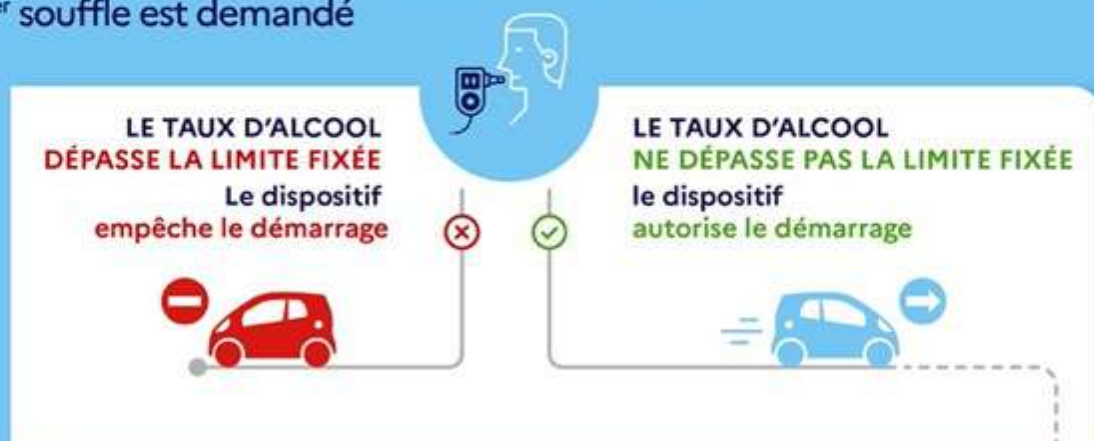 er souffle est demandé
LE TAUX D'ALCOOL
DÉPASSE LA LIMITE FIXÉE
Le dispositif
empêche le démarrage
LE TAUX D'ALCOOL
NE DÉPASSE PAS LA LIMITE FIXÉE
le dispositif
autorise le démarrage